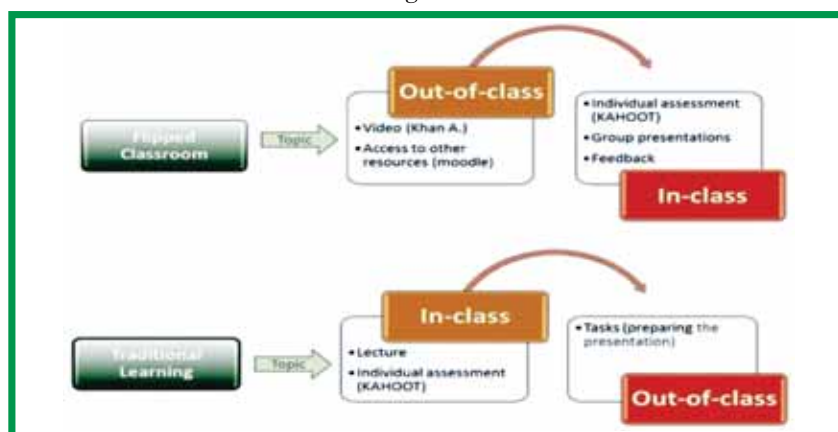 Out-of-class
• Video (Khan A.)
• Access to other
resources (moodle)
Flipped
Classroom
Topic
• Individual assessment
(KAHOOT)
• Group presentations
• Feedback
In-class
In-class
• Lecture
• Individual assessment
(KAHOOT)
Traditional
Learning
Topic
• Tasks (preparing the
presentation)
Out-of-class